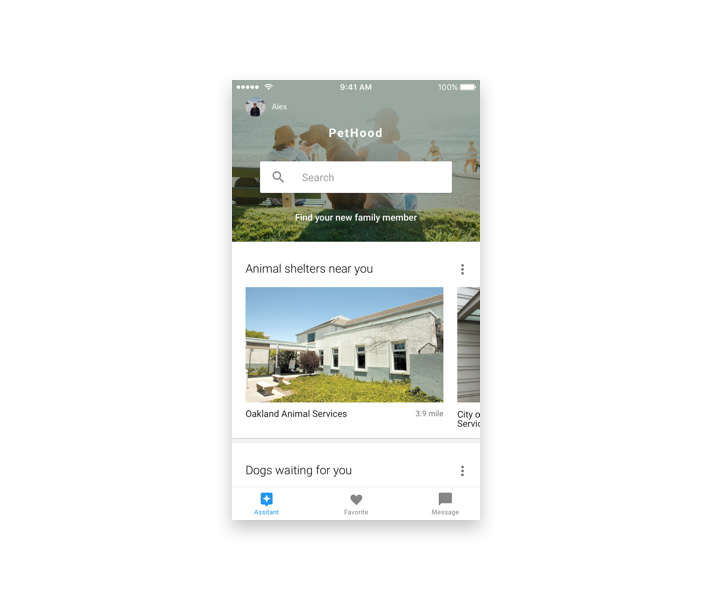 9:41 AM
100%
Alex
PetHood
Search
Find your new family member
Animal shelters near you
Oakland Animal Services
3.9 mile
City o
Servic
Dogs waiting for you
Assitant
Favorite
Message